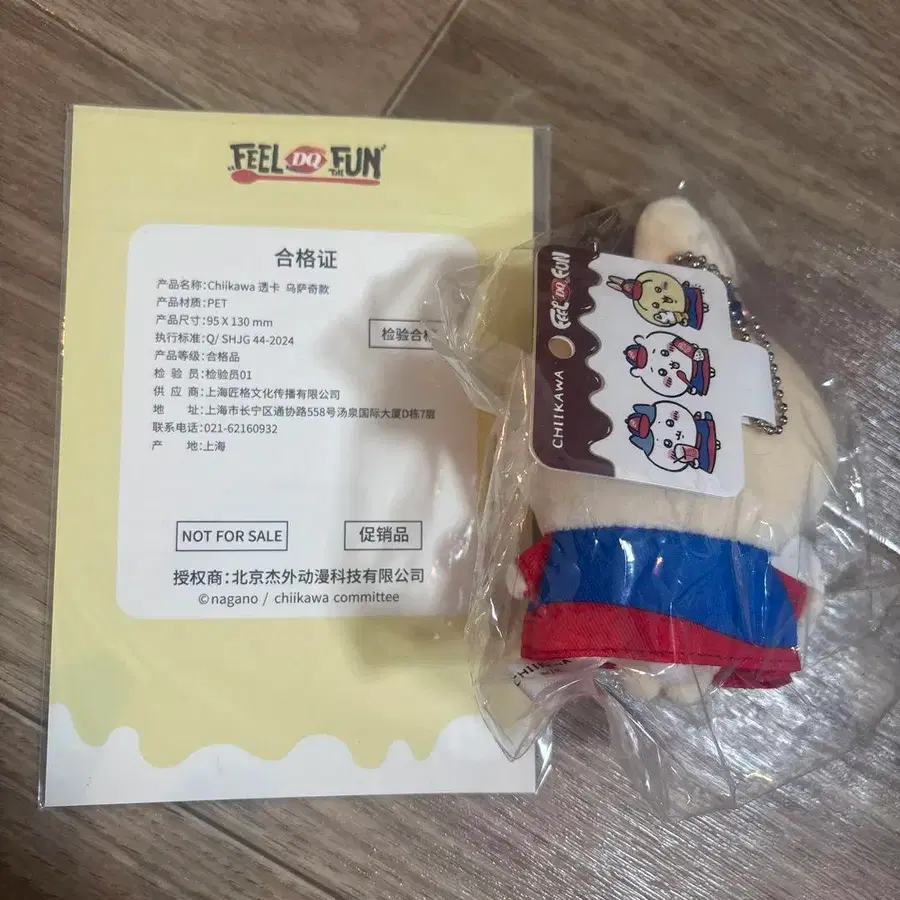 FEEL DQ THE FUN
合格证
产品名称:Chiikawa 透卡 乌萨奇款
产品材质:PET
产品尺寸:95 X 130 mm
执行标准:Q/ SHJG 44-2024
产品等级:合格品
检 验 员:检验员01
供 应 商:上海匠格文化传播有限公司
地 址:上海市长宁区通协路558号汤泉国际大厦D栋7层
联系电话:021-62160932
产 地:上海
检验合格
NOT FOR SALE
促销品
授权商:北京杰外动漫科技有限公司
©nagano / chiikawa committee
FEEL DQ THE FUN
CHIIKAWA
CHIIKAWA